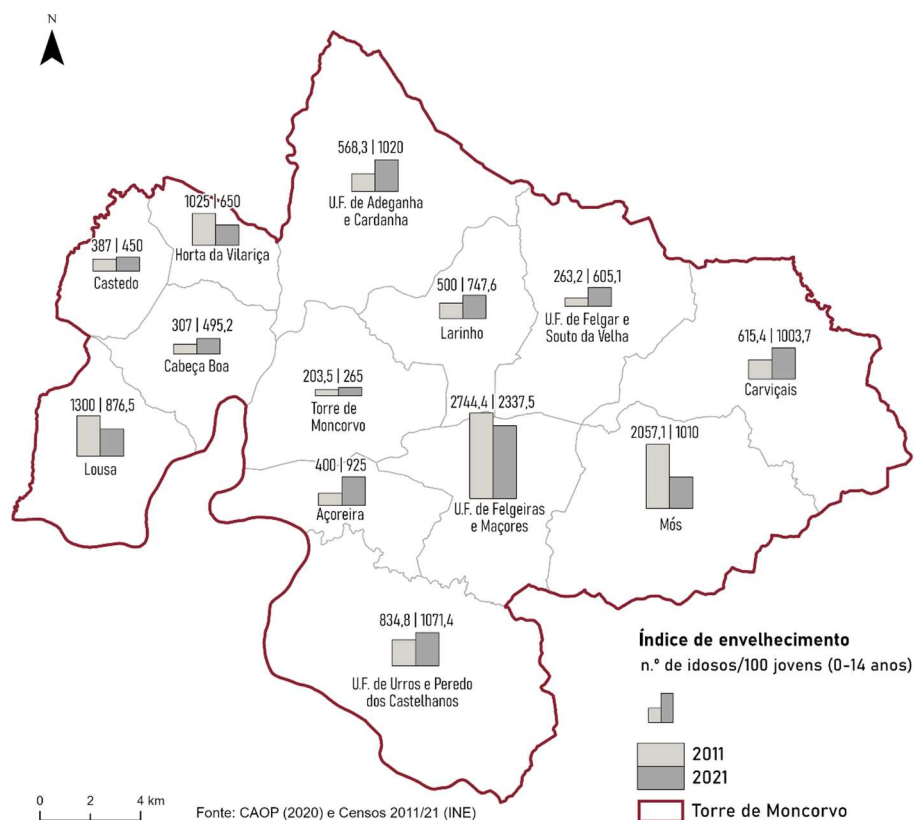 N
568,3 | 1020
U.F. de Adeganha
e Cardanha
1025 | 650
Horta da Vilariça
387 | 450
Castedo
500 | 747,6
Larinho
263,2 | 605,1
U.F. de Felgar e
Souto da Velha
307 | 495,2
Cabeça Boa
615,4 | 1003,7
Carviçais
203,5 | 265
Torre de
Moncorvo
2744,4 | 2337,5
U.F. de Felgeiras
e Maçores
1300 | 876,5
Lousa
2057,1 | 1010
Mós
400 | 925
Açoreira
834,8 | 1071,4
U.F. de Urros e Peredo
dos Castelhanos
Índice de envelhecimento
n.º de idosos/100 jovens (0-14 anos)
2011
2021
Torre de Moncorvo
0 2 4 km
Fonte: CAOP (2020) e Censos 2011/21 (INE)